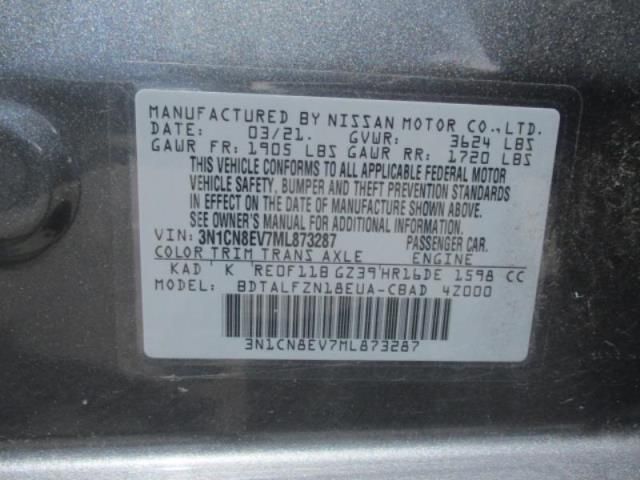 MANUFACTURED BY NISSAN MOTOR CO., LTD.
DATE: 03/21. GVWR: 3624 LBS
GAWR FR: 1905 LBS GAWR RR: 1720 LBS
THIS VEHICLE CONFORMS TO ALL APPLICABLE FEDERAL MOTOR
VEHICLE SAFETY, BUMPER AND THEFT PREVENTION STANDARDS
IN EFFECT ON THE DATE OF MANUFACTURE SHOWN ABOVE.
SEE OWNER'S MANUAL FOR ADDITIONAL INFORMATION.
VIN: 3N1CN8EV7ML873287 PASSENGER CAR.
COLOR TRIM TRANS AXLE ENGINE
KAD K RE0F11B GZ39 HR16DE 1598 CC
MODEL: BDTALFZN18EUA-CBAD 4Z000
3N1CN8EV7ML873287